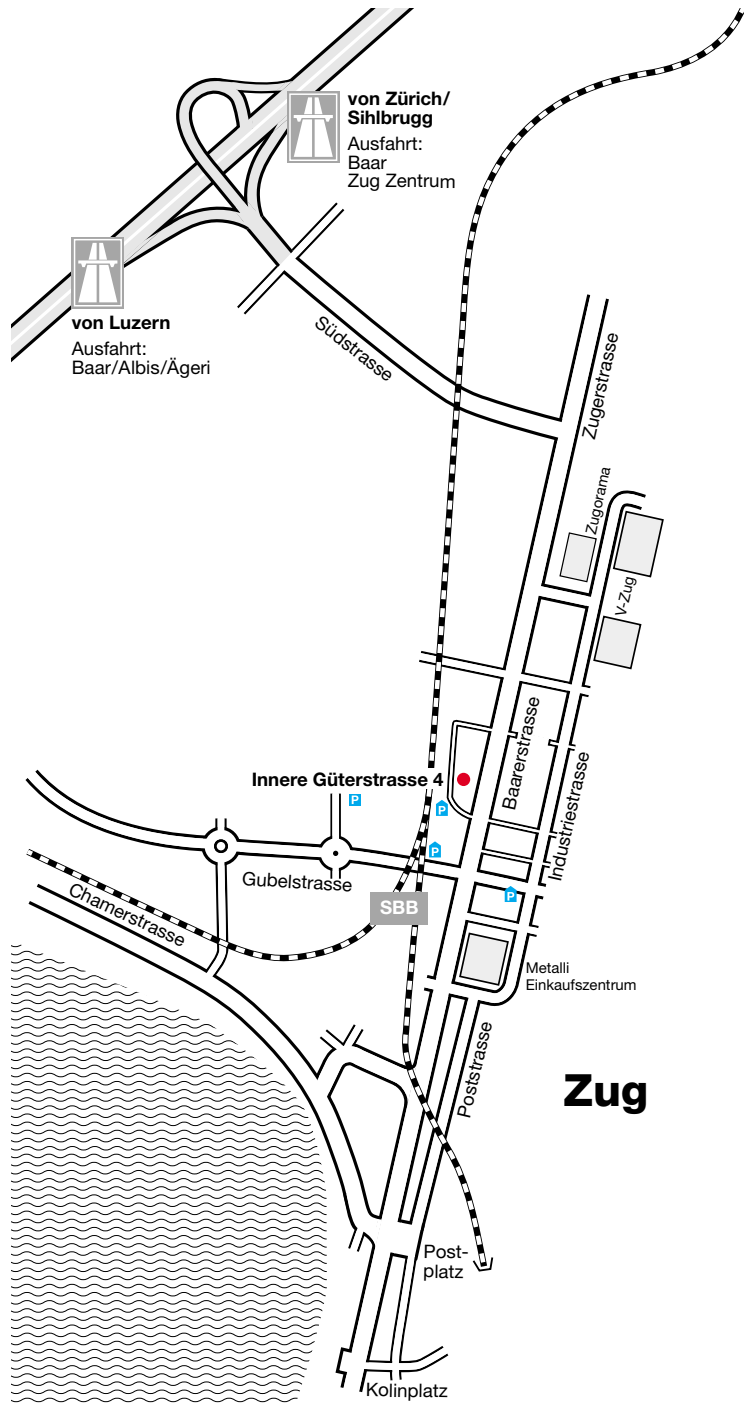 von Zürich/
Sihlbrugg
Ausfahrt:
Baar
Zug Zentrum
von Luzern
Ausfahrt:
Baar/Albis/Ägeri
Südstrasse
Zugerstrasse
Zugorama
V-Zug
Baarerstrasse
Industriestrasse
Innere Güterstrasse 4
P
P
P
P
Gubelstrasse
Chamerstrasse
SBB
Metalli
Einkaufszentrum
Poststrasse
Zug
Post-
platz
Kolinplatz